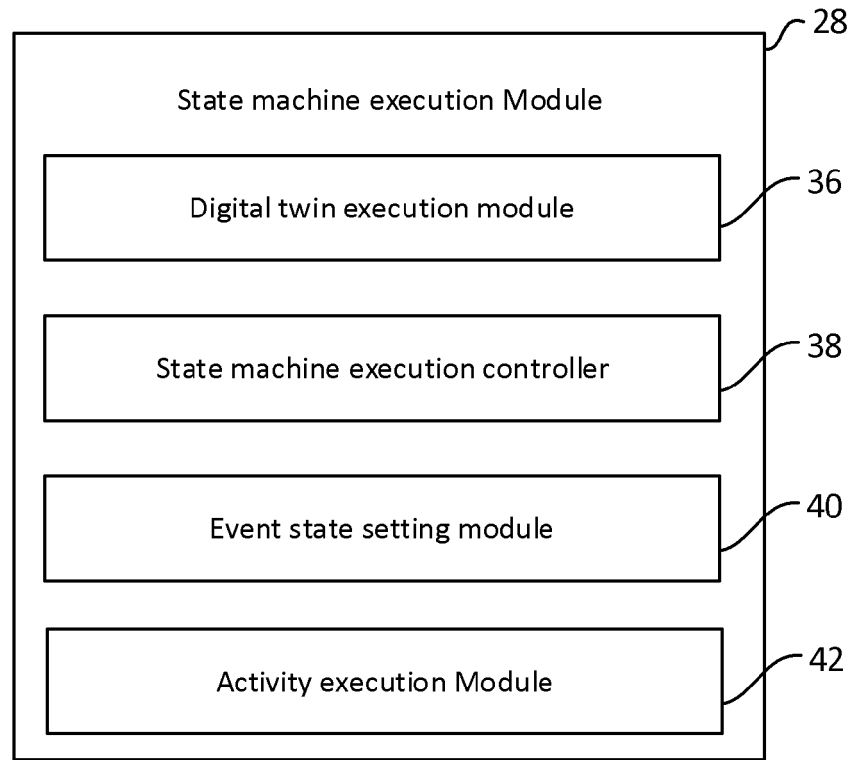 28
State machine execution Module
36
Digital twin execution module
38
State machine execution controller
40
Event state setting module
42
Activity execution Module